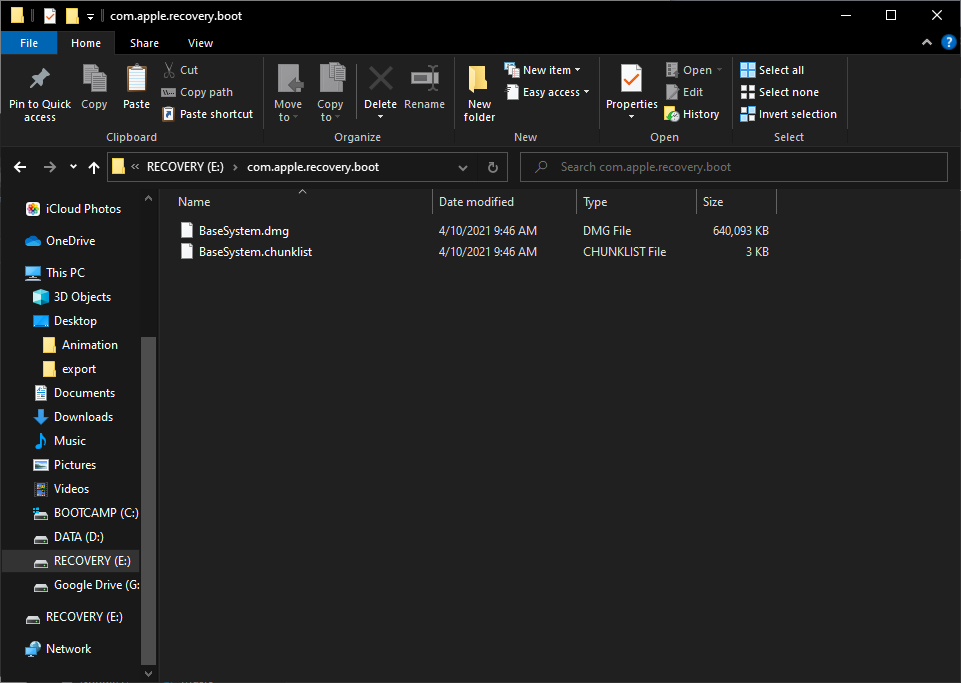 com.apple.recovery.boot
File Home Share View
Pin to Quick access
Copy
Paste
Cut
Copy path
Paste shortcut
Clipboard
Move to
Copy to
Delete
Rename
Organize
New folder
New item
Easy access
New
Properties
Open
Edit
History
Open
Select all
Select none
Invert selection
Select
« RECOVERY (E:) › com.apple.recovery.boot
Search com.apple.recovery.boot
iCloud Photos
OneDrive
This PC
3D Objects
Desktop
Animation
export
Documents
Downloads
Music
Pictures
Videos
BOOTCAMP (C:)
DATA (D:)
RECOVERY (E:)
Google Drive (G:
RECOVERY (E:)
Network
Name Date modified Type Size
BaseSystem.dmg 4/10/2021 9:46 AM DMG File 640,093 KB
BaseSystem.chunklist 4/10/2021 9:46 AM CHUNKLIST File 3 KB